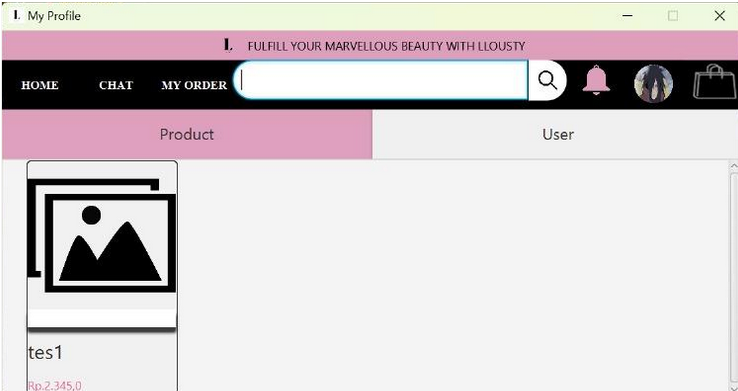 L My Profile
L FULFILL YOUR MARVELLOUS BEAUTY WITH LLOUSTY
HOME CHAT MY ORDER
Product User
tes1
Rp.2.345,0